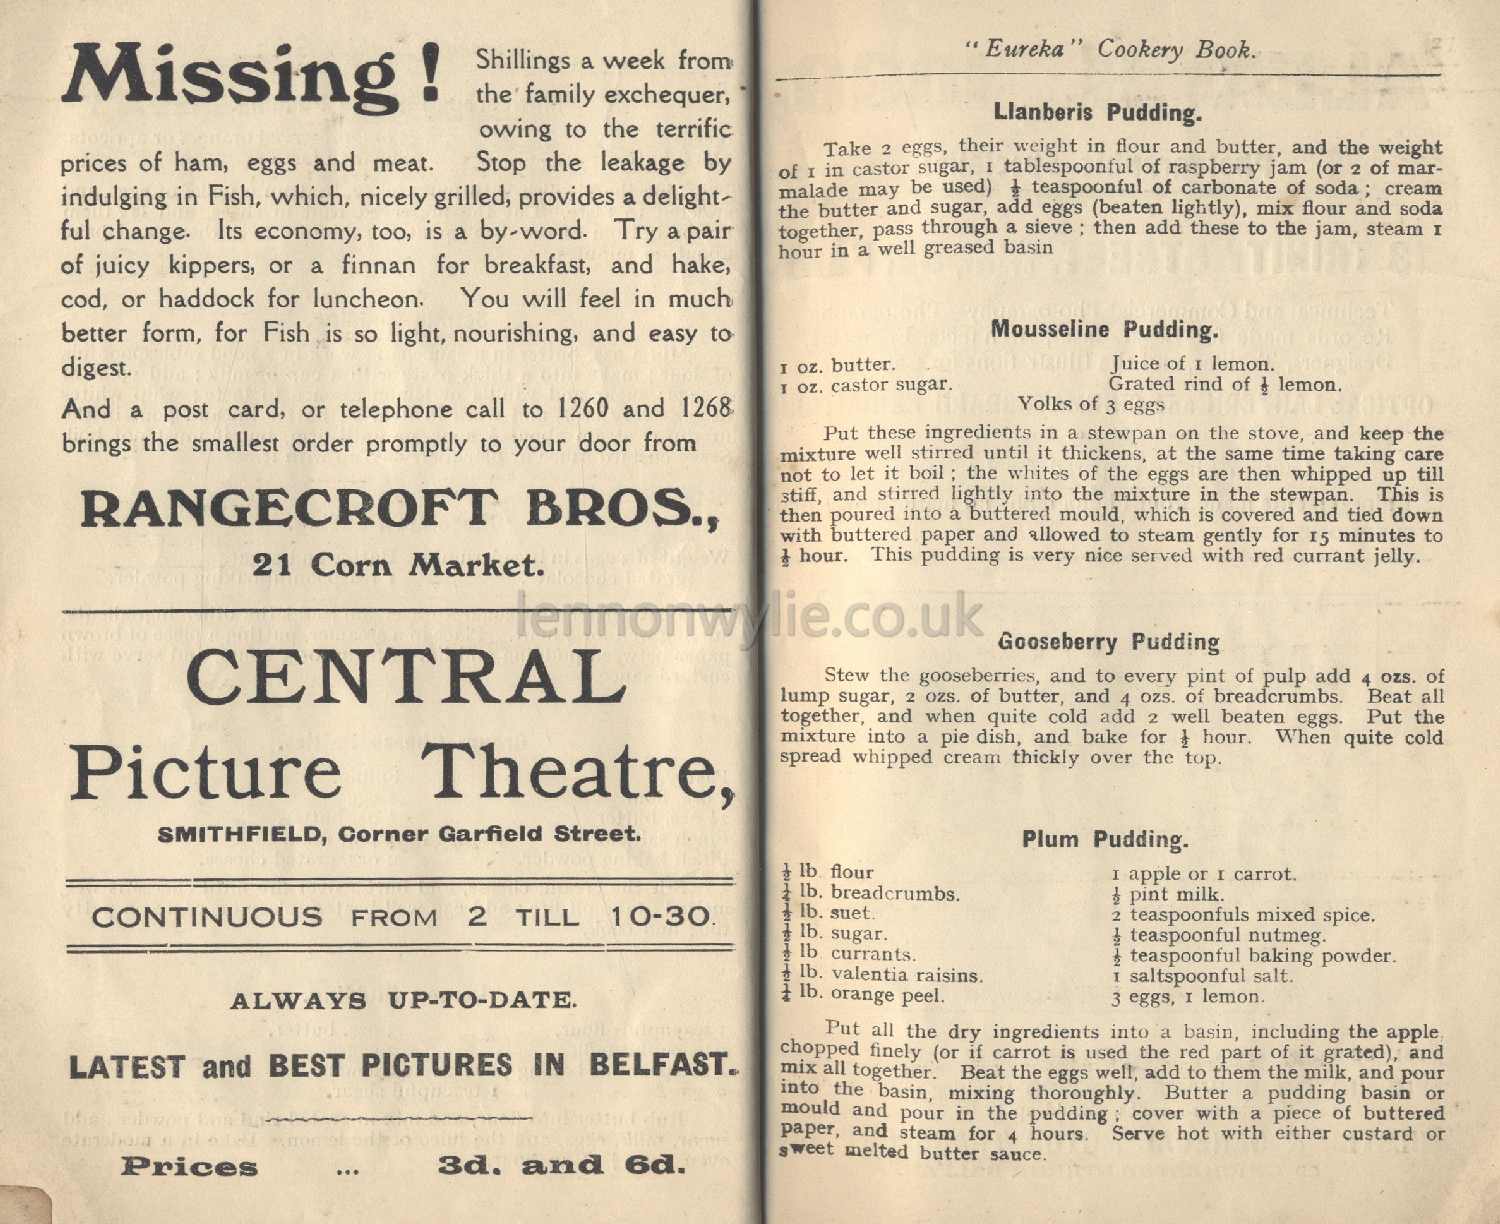 Missing!
Shillings a week from
the family exchequer,
owing to the terrific
prices of ham, eggs and meat. Stop the leakage by
indulging in Fish, which, nicely grilled, provides a delight-
ful change. Its economy, too, is a by-word. Try a pair
of juicy kippers, or a finnan for breakfast, and hake,
cod, or haddock for luncheon. You will feel in much
better form, for Fish is so light, nourishing, and easy to
digest.
And a post card, or telephone call to 1260 and 1268
brings the smallest order promptly to your door from
RANGECROFT BROS.,
21 Corn Market.
CENTRAL
Picture Theatre,
SMITHFIELD, Corner Garfield Street.
CONTINUOUS FROM 2 TILL 10-30.
ALWAYS UP-TO-DATE.
LATEST and BEST PICTURES IN BELFAST.
Prices ... 3d. and 6d.
lennonwylie.co.uk
"Eureka" Cookery Book.
Llanberis Pudding.
Take 2 eggs, their weight in flour and butter, and the weight
of 1 in castor sugar, 1 tablespoonful of raspberry jam (or 2 of mar-
malade may be used) ½ teaspoonful of carbonate of soda; cream
the butter and sugar, add eggs (beaten lightly), mix flour and soda
together, pass through a sieve; then add these to the jam, steam 1
hour in a well greased basin
Mousseline Pudding.
1 oz. butter. Juice of 1 lemon.
1 oz. castor sugar. Grated rind of ½ lemon.
Yolks of 3 eggs
Put these ingredients in a stewpan on the stove, and keep the
mixture well stirred until it thickens, at the same time taking care
not to let it boil; the whites of the eggs are then whipped up till
stiff, and stirred lightly into the mixture in the stewpan. This is
then poured into a buttered mould, which is covered and tied down
with buttered paper and allowed to steam gently for 15 minutes to
½ hour. This pudding is very nice served with red currant jelly.
Gooseberry Pudding
Stew the gooseberries, and to every pint of pulp add 4 ozs. of
lump sugar, 2 ozs. of butter, and 4 ozs. of breadcrumbs. Beat all
together, and when quite cold add 2 well beaten eggs. Put the
mixture into a pie dish, and bake for ½ hour. When quite cold
spread whipped cream thickly over the top.
Plum Pudding.
½ lb. flour 1 apple or 1 carrot.
lb. breadcrumbs. ½ pint milk.
½ lb. suet. 2 teaspoonfuls mixed spice.
½ lb. sugar. ½ teaspoonful nutmeg.
½ lb. currants. ½ teaspoonful baking powder.
½ lb. valentia raisins. 1 saltspoonful salt.
lb. orange peel. 3 eggs, 1 lemon.
Put all the dry ingredients into a basin, including the apple
chopped finely (or if carrot is used the red part of it grated), and
mix all together. Beat the eggs well, add to them the milk, and pour
into the basin, mixing thoroughly. Butter a pudding basin or
mould and pour in the pudding; cover with a piece of buttered
paper, and steam for 4 hours. Serve hot with either custard or
sweet melted butter sauce.